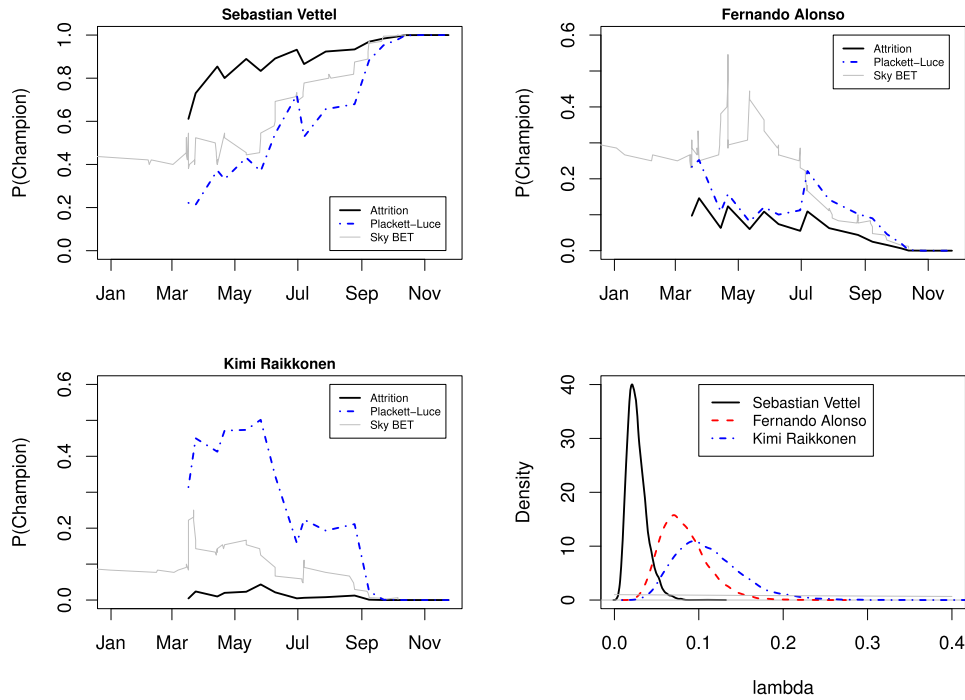 Sebastian Vettel
P(Champion)
1.0
0.8
0.6
0.4
0.2
0.0
Attrition
Plackett−Luce
Sky BET
Jan Mar May Jul Sep Nov
Fernando Alonso
P(Champion)
0.6
0.4
0.2
0.0
Attrition
Plackett−Luce
Sky BET
Jan Mar May Jul Sep Nov
Kimi Raikkonen
P(Champion)
0.6
0.4
0.2
0.0
Attrition
Plackett−Luce
Sky BET
Jan Mar May Jul Sep Nov
Density
40
30
20
10
0
Sebastian Vettel
Fernando Alonso
Kimi Raikkonen
0.0 0.1 0.2 0.3 0.4
lambda